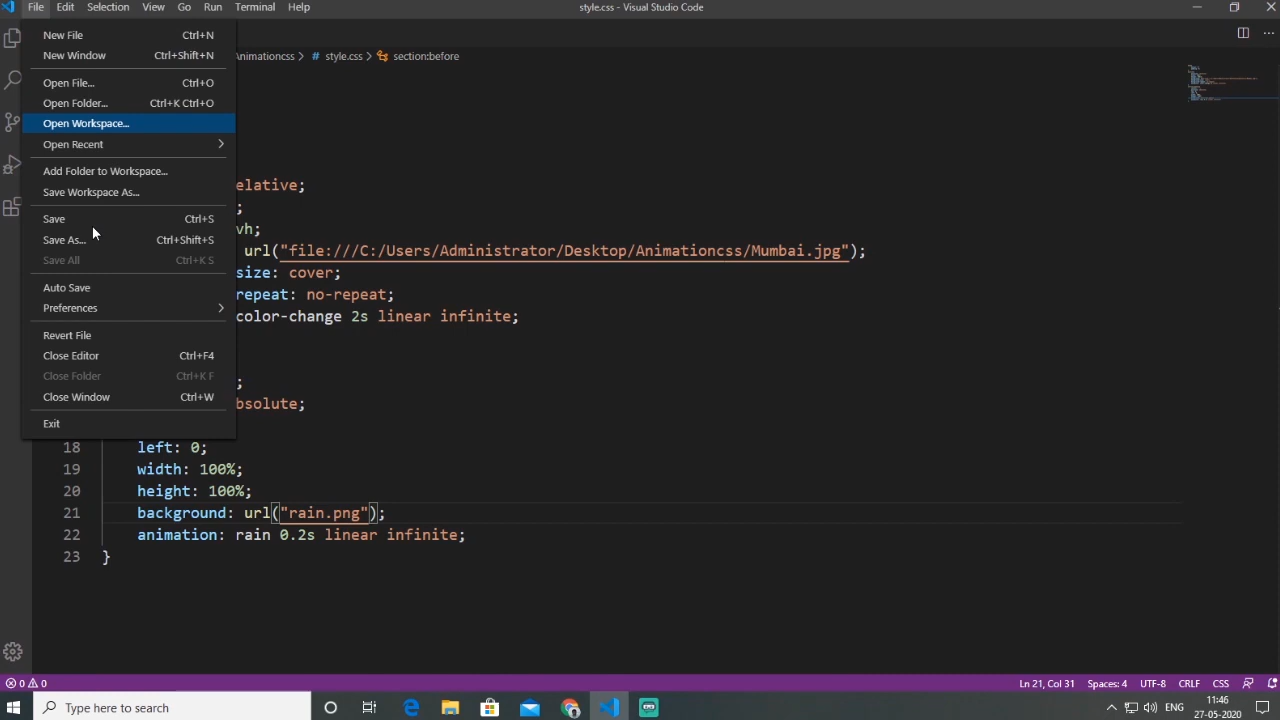 File Edit Selection View Go Run Terminal Help style.css - Visual Studio Code
New File Ctrl+N
New Window Ctrl+Shift+N
Animationcss > # style.css > section:before
Open File... Ctrl+O
Open Folder... Ctrl+K Ctrl+O
Open Workspace...
Open Recent
Add Folder to Workspace...
Save Workspace As...
elative;
Save Ctrl+S
;
vh;
Save As... Ctrl+Shift+S
url("file:///C:/Users/Administrator/Desktop/Animationcss/Mumbai.jpg");
Save All Ctrl+K S
size: cover;
Auto Save
repeat: no-repeat;
Preferences
color-change 2s linear infinite;
Revert File
Close Editor Ctrl+F4
Close Folder Ctrl+K F
;
Close Window Ctrl+W
bsolute;
Exit
18 left: 0;
19 width: 100%;
20 height: 100%;
21 background: url("rain.png");
22 animation: rain 0.2s linear infinite;
23 }
0 0 Ln 21, Col 31 Spaces: 4 UTF-8 CRLF CSS
Type here to search ENG 11:46
27-05-2020